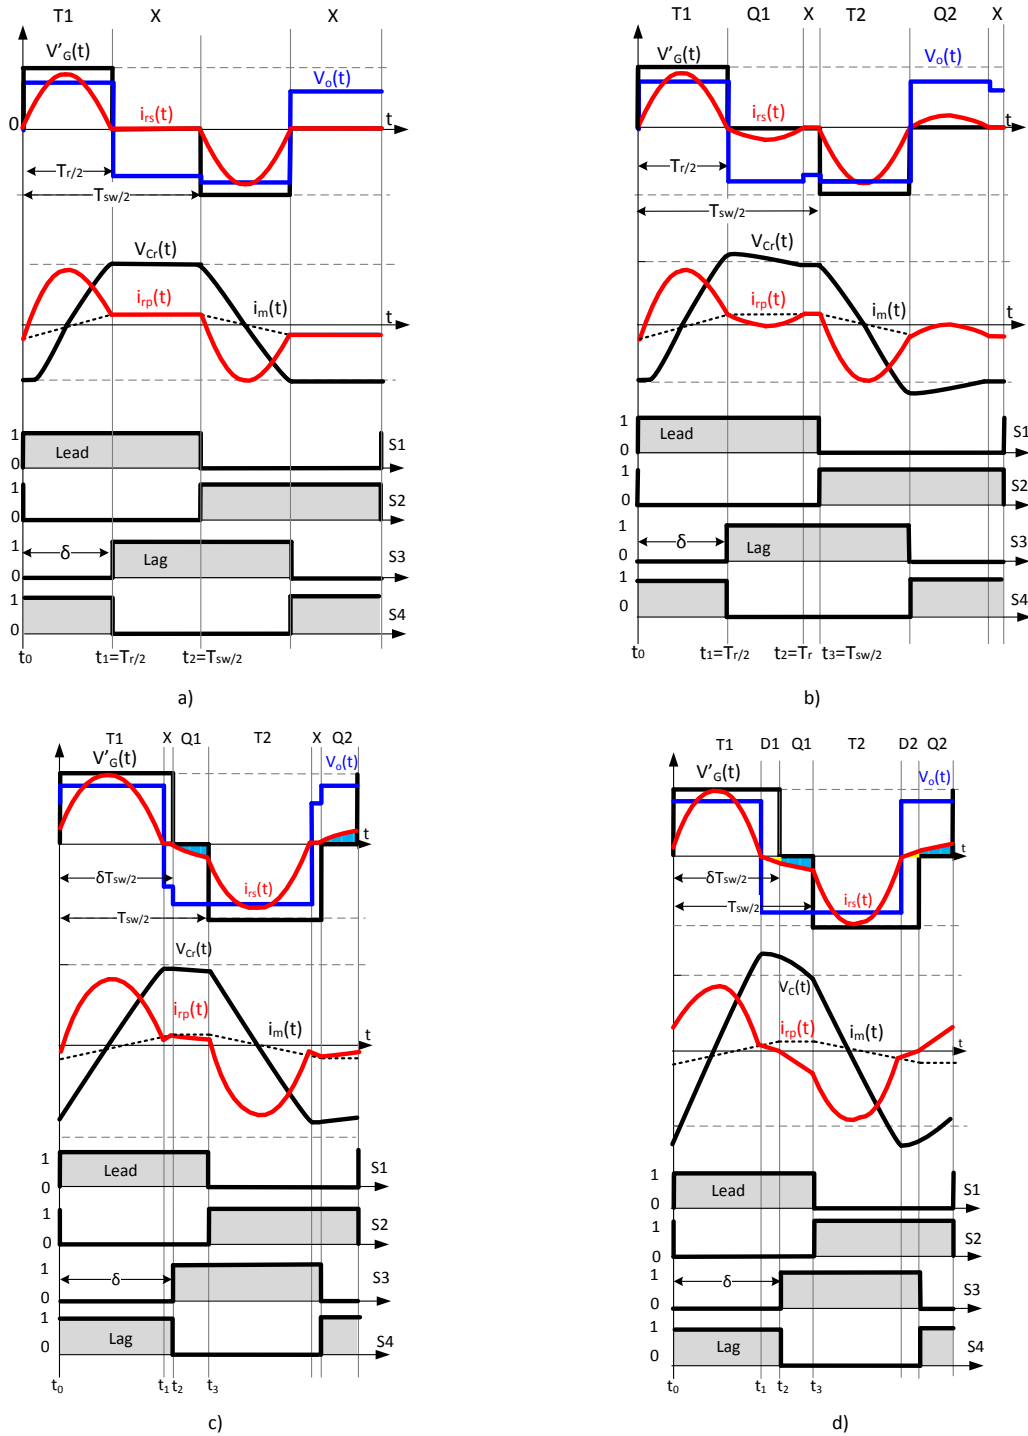 T1 X X
V'G(t)
Vo(t)
irs(t)
0
t
Tr/2
Tsw/2
VCr(t)
irp(t)
im(t)
t
1
0
Lead
S1
1
0
S2
1
0
δ
Lag
S3
1
0
S4
t0 t1=Tr/2 t2=Tsw/2
a)
T1 Q1 X T2 Q2 X
V'G(t)
Vo(t)
irs(t)
t
Tr/2
Tsw/2
VCr(t)
irp(t)
im(t)
t
1
0
Lead
S1
1
0
S2
1
0
δ
Lag
S3
1
0
S4
t0 t1=Tr/2 t2=Tr t3=Tsw/2
b)
T1 X Q1 T2 X Q2
V'G(t)
Vo(t)
t
δTsw/2
irs(t)
Tsw/2
VCr(t)
irp(t)
im(t)
t
1
0
Lead
S1
1
0
S2
1
0
δ
S3
1
0
Lag
S4
t0 t1 t2 t3
c)
T1 D1 Q1 T2 D2 Q2
V'G(t)
Vo(t)
t
δTsw/2
irs(t)
Tsw/2
VC(t)
irp(t)
im(t)
t
1
0
Lead
S1
1
0
S2
1
0
δ
S3
1
0
Lag
S4
t0 t1 t2 t3
d)